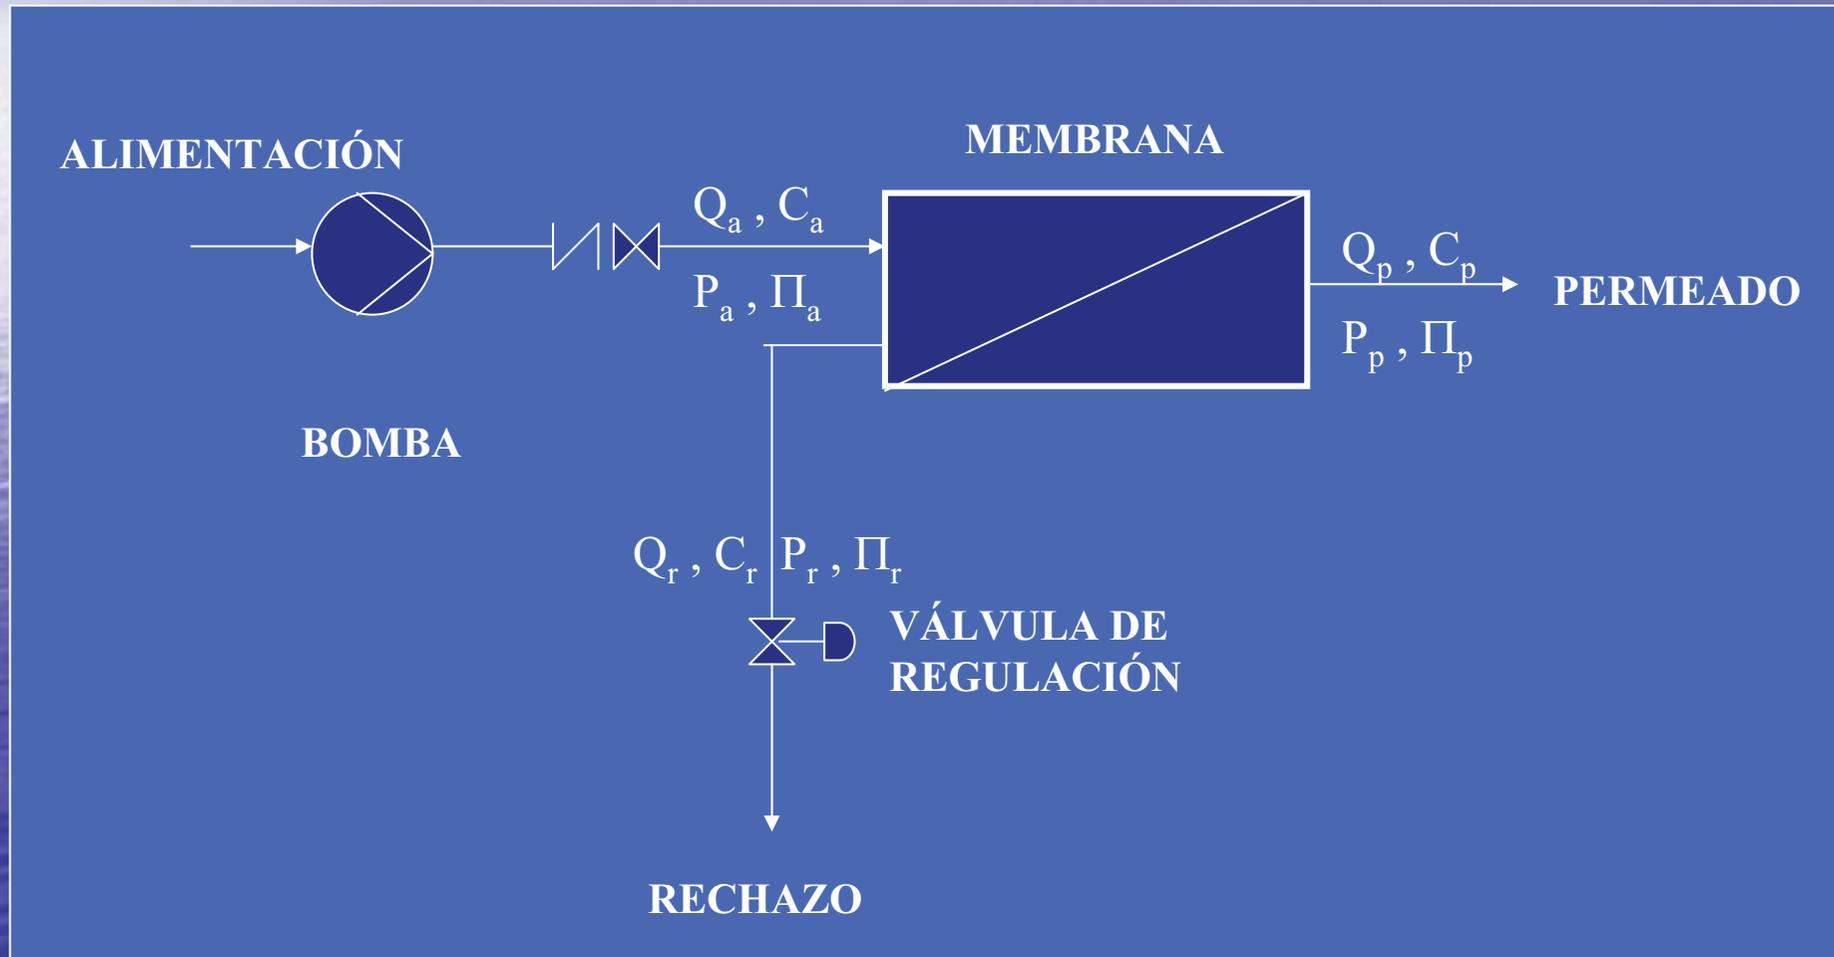 ALIMENTACIÓN
MEMBRANA
Qa , Ca
Pa , Πa
Qp , Cp
PERMEADO
Pp , Πp
BOMBA
Qr , Cr Pr , Πr
VÁLVULA DE
REGULACIÓN
RECHAZO